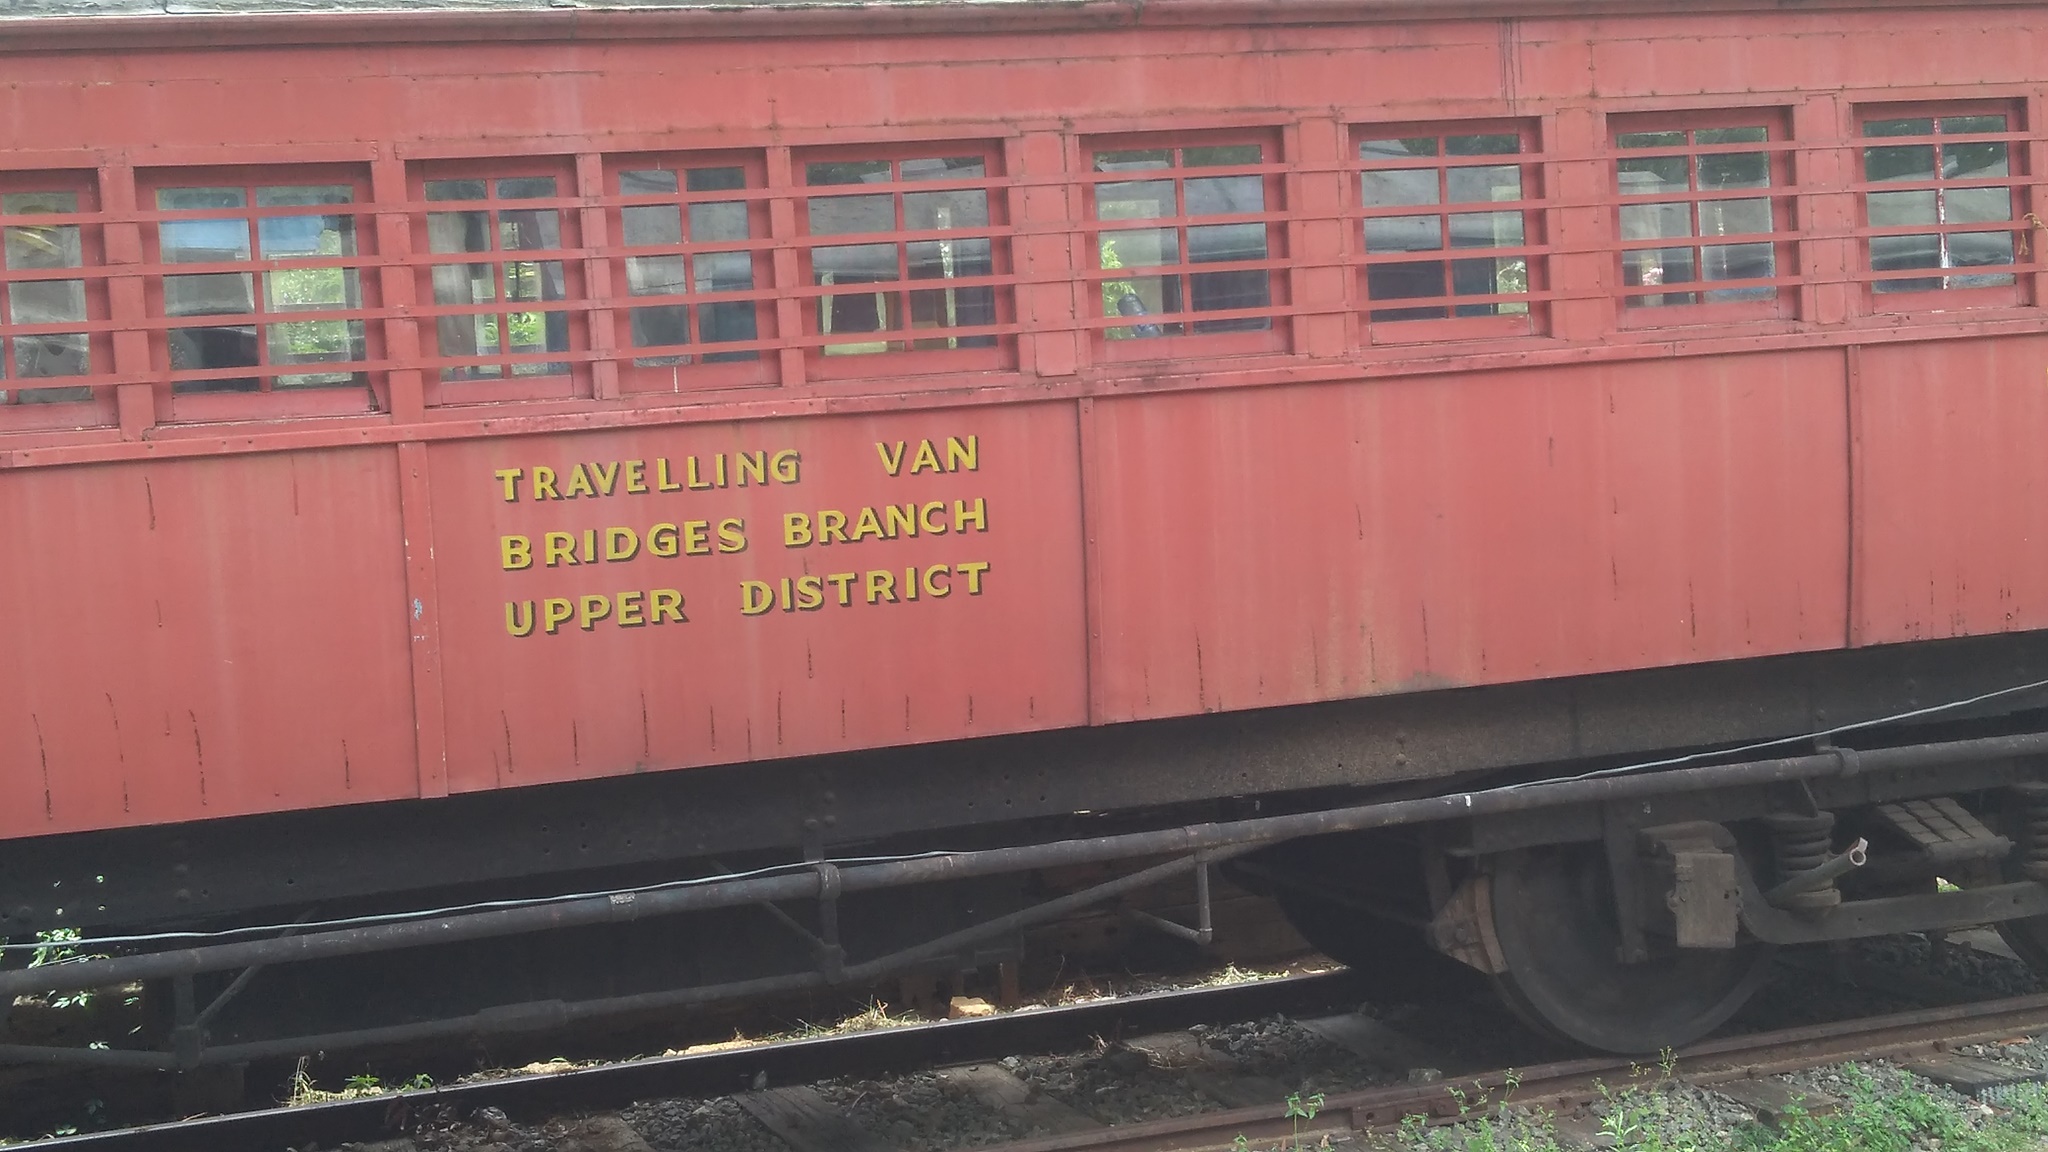 TRAVELLING VAN
BRIDGES BRANCH
UPPER DISTRICT